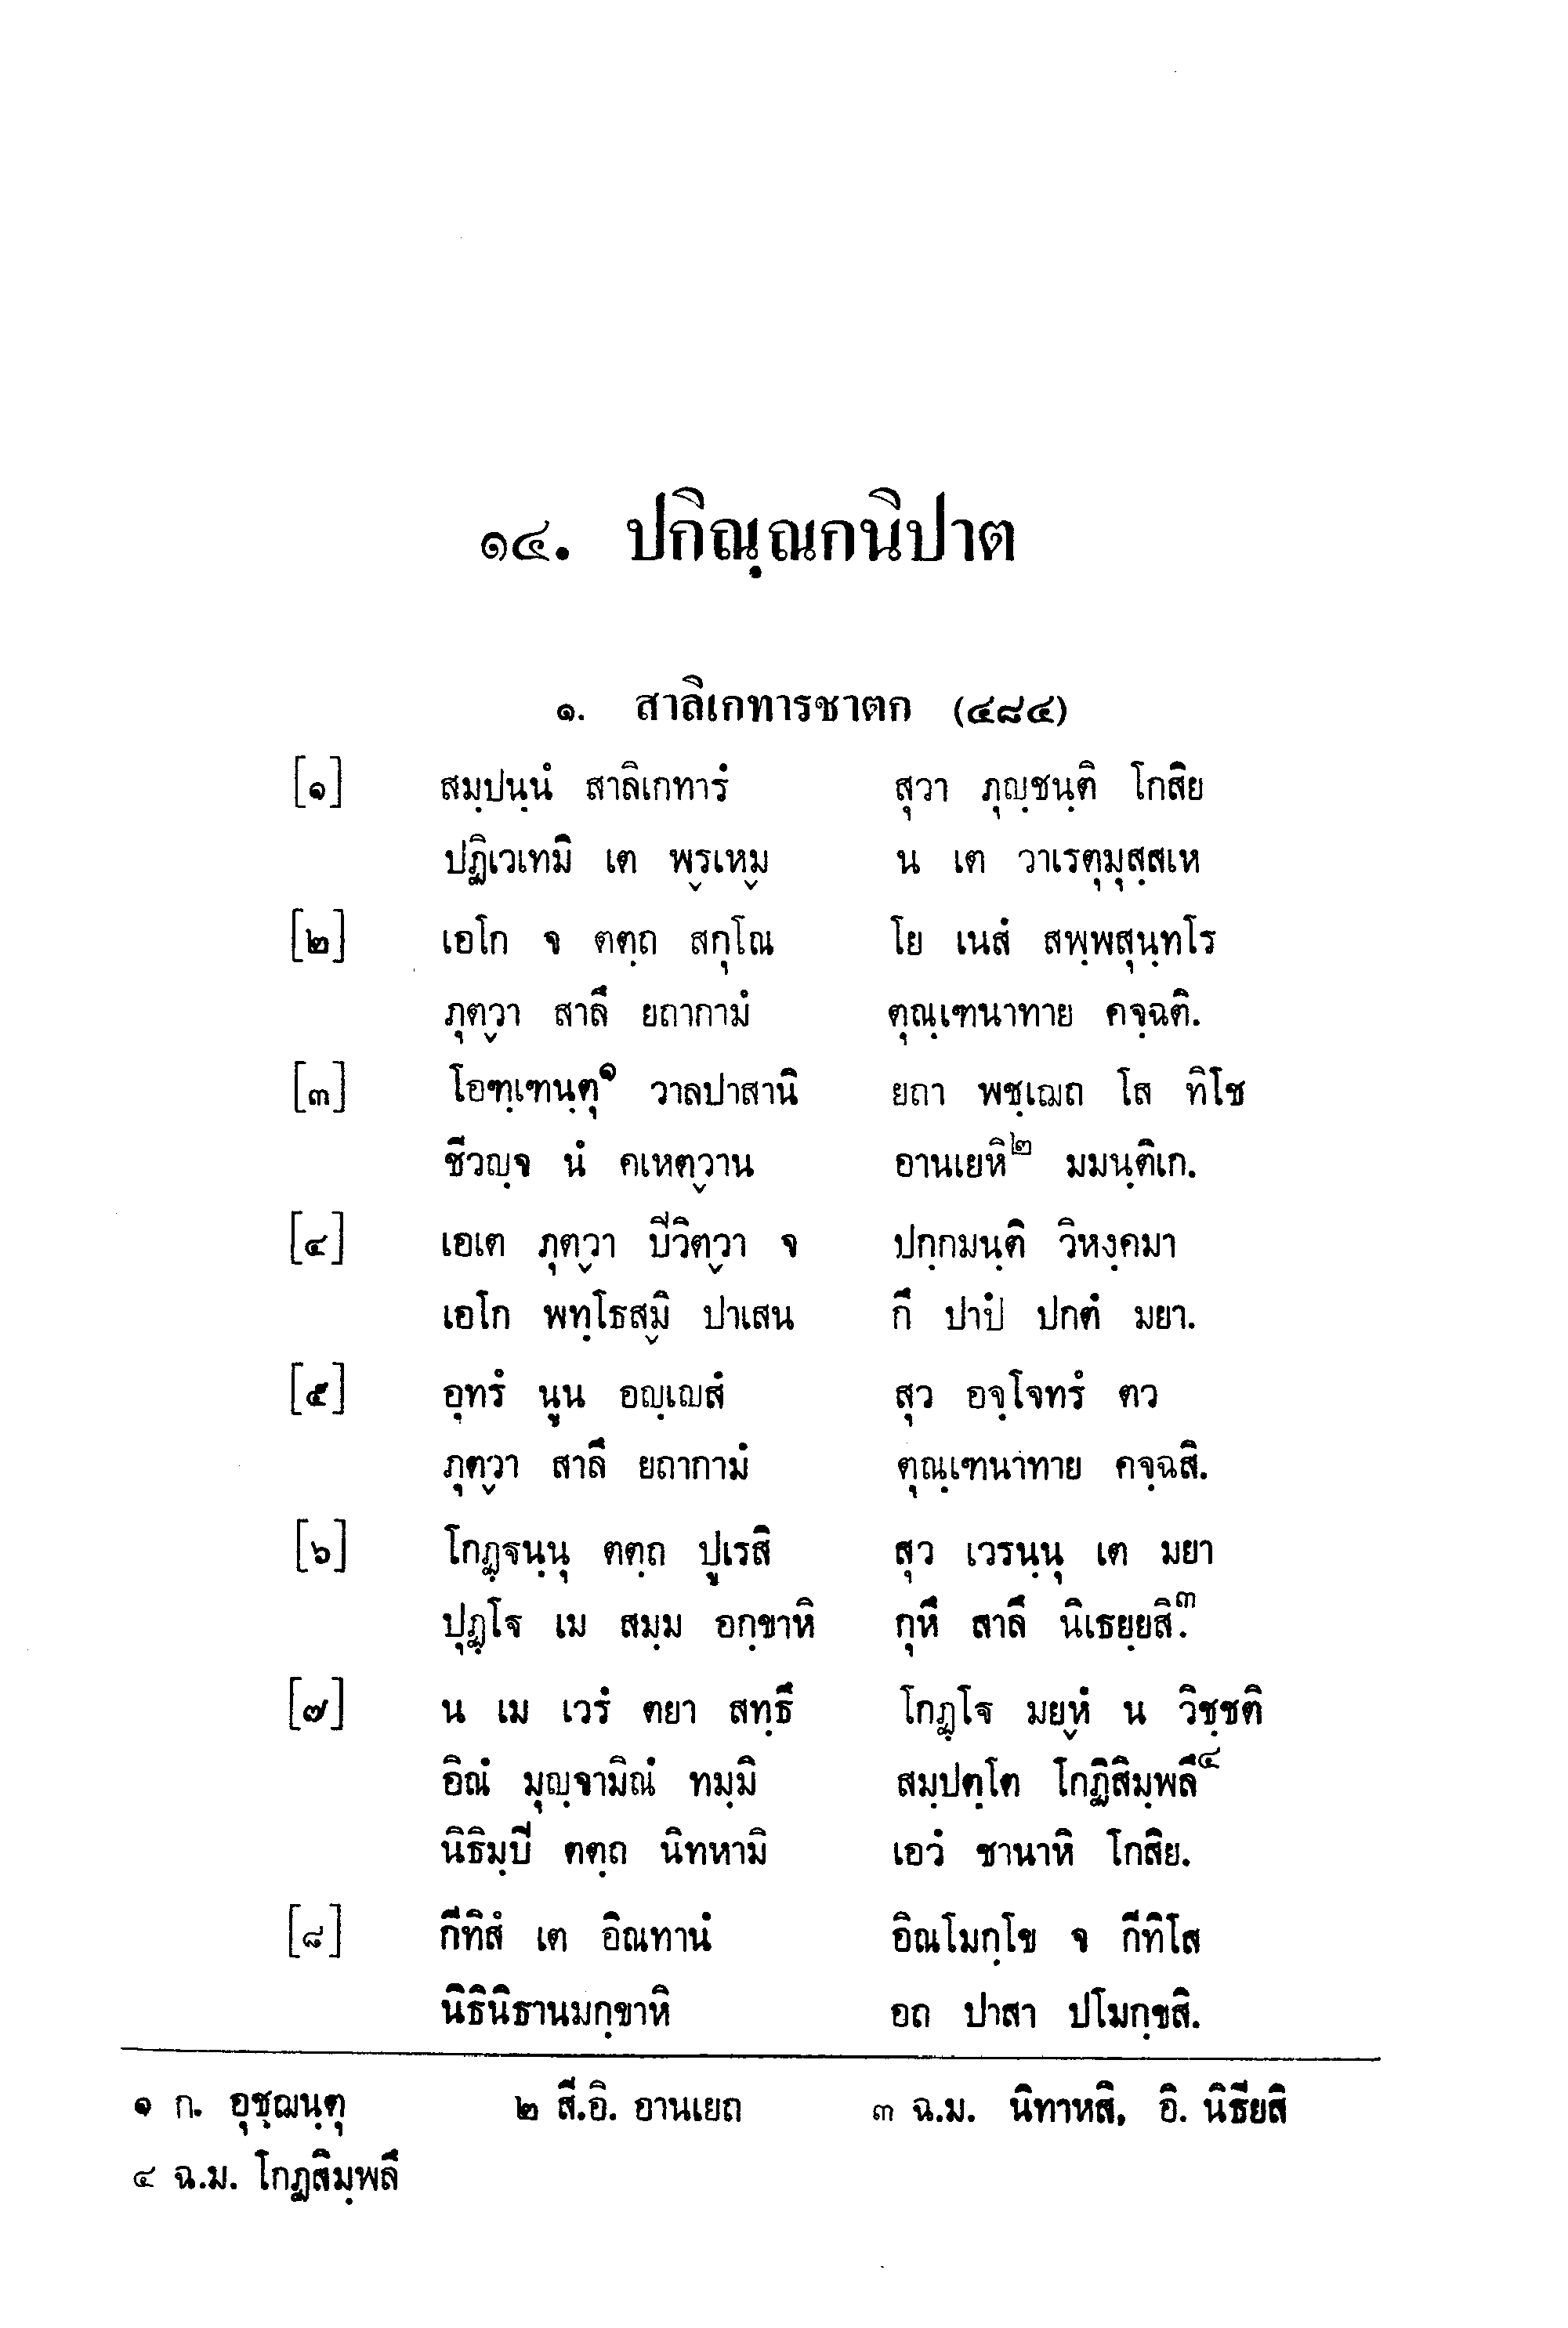 ๑๔. ปกิณฺณกนิปาต
๑. สาลิเกทารชาตก (๔๘๔)
[๑] สมฺปนฺนํ สาลิเกทารํ สุวา ภุญฺชนฺติ โกสิย
ปฏิเวเทมิ เต พฺรเหฺม น เต วาเรตุมุสฺสเห
[๒] เอโก จ ตตฺถ สกุโณ โย เนสํ สพฺพสุนฺทโร
ภุตฺวา สาลึ ยถากามํ ตุณฺเฑนาทาย คจฺฉติ.
[๓] โอฑฺเฑนฺตุ๑ วาลปาสานิ ยถา พชฺเฌถ โส ทิโช
ชีวญฺจ นํ คเหตฺวาน อานเยหิ๒ มมนฺติเก.
[๔] เอเต ภุตฺวา ปีวิตฺวา จ ปกฺกมนฺติ วิหงฺคมา
เอโก พทฺโธสฺมิ ปาเสน กึ ปาปํ ปกตํ มยา.
[๕] อุทรํ นูน อญฺเญสํ สุว อจฺโจทรํ ตว
ภุตฺวา สาลึ ยถากามํ ตุณฺเฑนาทาย คจฺฉสิ.
[๖] โกฏฺฐนฺนุ ตตฺถ ปูเรสิ สุว เวรนฺนุ เต มยา
ปุฏฺโฐ เม สมฺม อกฺขาหิ กุหึ สาลึ นิเธยฺยสิ.๓
[๗] น เม เวรํ ตยา สทฺธึ โกฏฺโฐ มยฺหํ น วิชฺชติ
อิณํ มุญฺจามิณํ ทมฺมิ สมฺปตฺโต โกฏิสิมฺพลึ๔
นิธิมฺปี ตตฺถ นิทหามิ เอวํ ชานาหิ โกสิย.
[๘] กีทิสํ เต อิณทานํ อิณโมกฺโข จ กีทิโส
นิธินิธานมกฺขาหิ อถ ปาสา ปโมกฺขสิ.
๑ ก. อุชฺฌนฺตุ ๒ สี.อิ. อานเยถ ๓ ฉ.ม. นิทาหสิ, อิ. นิธียสิ
๔ ฉ.ม. โกฏสิมฺพลึ